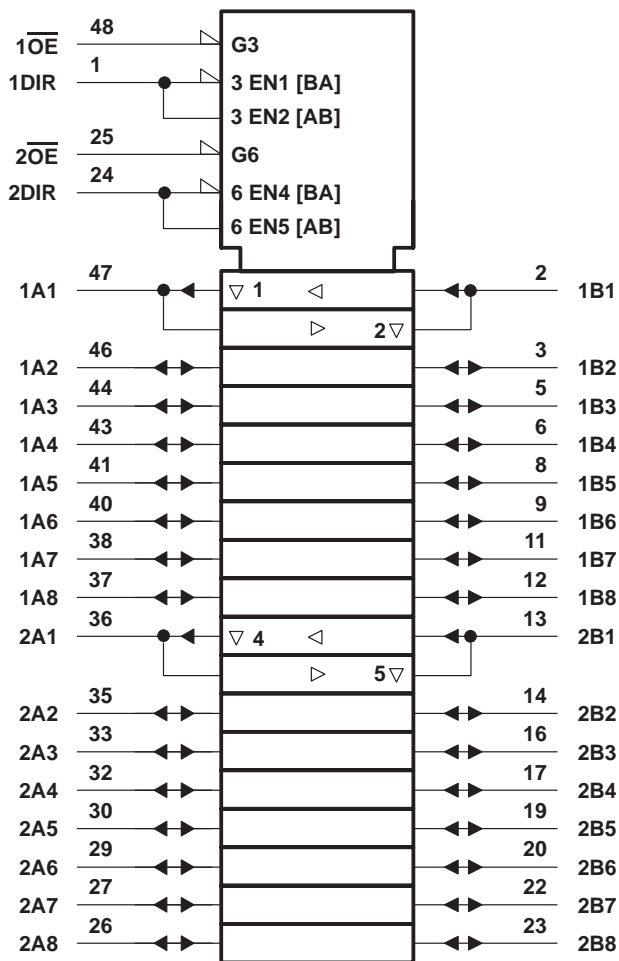 1OE 48 G3
1DIR 1 3 EN1 [BA]
3 EN2 [AB]
2OE 25 G6
2DIR 24 6 EN4 [BA]
6 EN5 [AB]
1A1 47 1 2 1B1
2
1A2 46 3 1B2
1A3 44 5 1B3
1A4 43 6 1B4
1A5 41 8 1B5
1A6 40 9 1B6
1A7 38 11 1B7
1A8 37 12 1B8
2A1 36 4 13 2B1
5
2A2 35 14 2B2
2A3 33 16 2B3
2A4 32 17 2B4
2A5 30 19 2B5
2A6 29 20 2B6
2A7 27 22 2B7
2A8 26 23 2B8